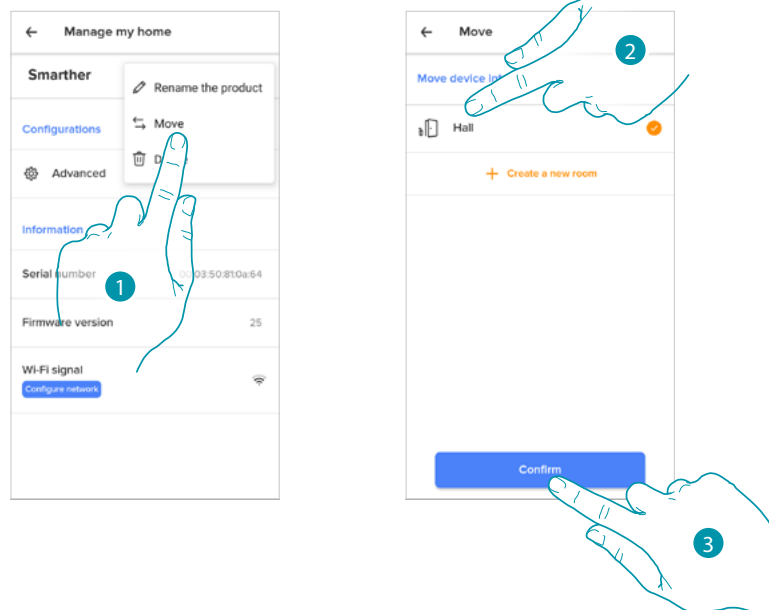 Manage my home
Smarther
Rename the product
Configurations
Move
Advanced
Information
Serial number
03:50:81:0a:64
Firmware version
25
Wi-Fi signal
Configure network
1
Move
2
Move device
Hall
Create a new room
Confirm
3